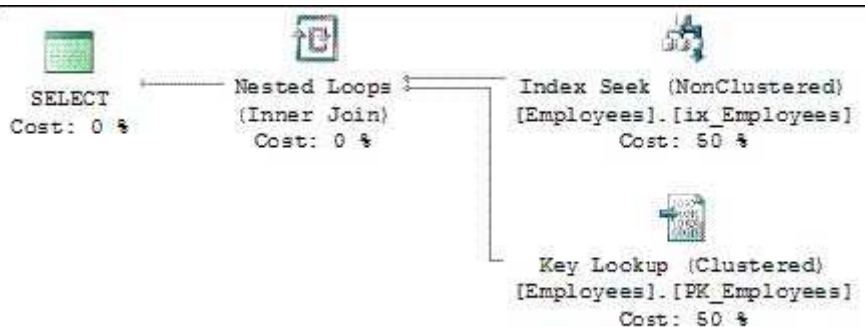 SELECT
Cost: 0 %
Nested Loops
(Inner Join)
Cost: 0 %
Index Seek (NonClustered)
[Employees].[ix_Employees]
Cost: 50 %
Key Lookup (Clustered)
[Employees].[PK_Employees]
Cost: 50 %